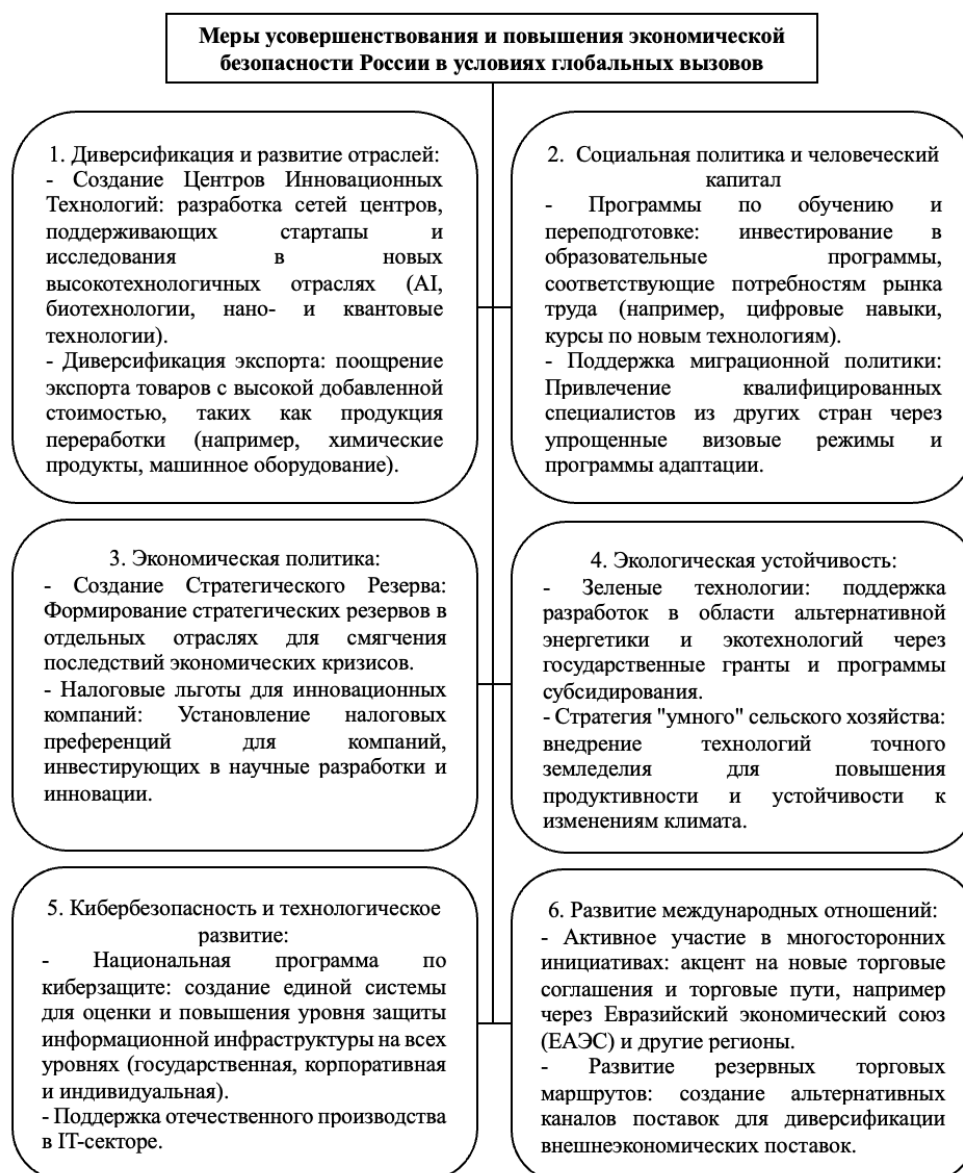 Меры усовершенствования и повышения экономической
безопасности России в условиях глобальных вызовов
1. Диверсификация и развитие отраслей:
- Создание Центров Инновационных
Технологий: разработка сетей центров,
поддерживающих стартапы и
исследования в новых
высокотехнологичных отраслях (AI,
биотехнологии, нано- и квантовые
технологии).
- Диверсификация экспорта: поощрение
экспорта товаров с высокой добавленной
стоимостью, таких как продукция
переработки (например, химические
продукты, машинное оборудование).
2. Социальная политика и человеческий
капитал
- Программы по обучению и
переподготовке: инвестирование в
образовательные программы,
соответствующие потребностям рынка
труда (например, цифровые навыки,
курсы по новым технологиям).
- Поддержка миграционной политики:
Привлечение квалифицированных
специалистов из других стран через
упрощенные визовые режимы и
программы адаптации.
3. Экономическая политика:
- Создание Стратегического Резерва:
Формирование стратегических резервов в
отдельных отраслях для смягчения
последствий экономических кризисов.
- Налоговые льготы для инновационных
компаний: Установление налоговых
преференций для компаний,
инвестирующих в научные разработки и
инновации.
4. Экологическая устойчивость:
- Зеленые технологии: поддержка
разработок в области альтернативной
энергетики и экотехнологий через
государственные гранты и программы
субсидирования.
- Стратегия "умного" сельского хозяйства:
внедрение технологий точного
земледелия для повышения
продуктивности и устойчивости к
изменениям климата.
5. Кибербезопасность и технологическое
развитие:
- Национальная программа по
киберзащите: создание единой системы
для оценки и повышения уровня защиты
информационной инфраструктуры на всех
уровнях (государственная, корпоративная
и индивидуальная).
- Поддержка отечественного производства
в IT-секторе.
6. Развитие международных отношений:
- Активное участие в многосторонних
инициативах: акцент на новые торговые
соглашения и торговые пути, например
через Евразийский экономический союз
(ЕАЭС) и другие регионы.
- Развитие резервных торговых
маршрутов: создание альтернативных
каналов поставок для диверсификации
внешнеэкономических поставок.